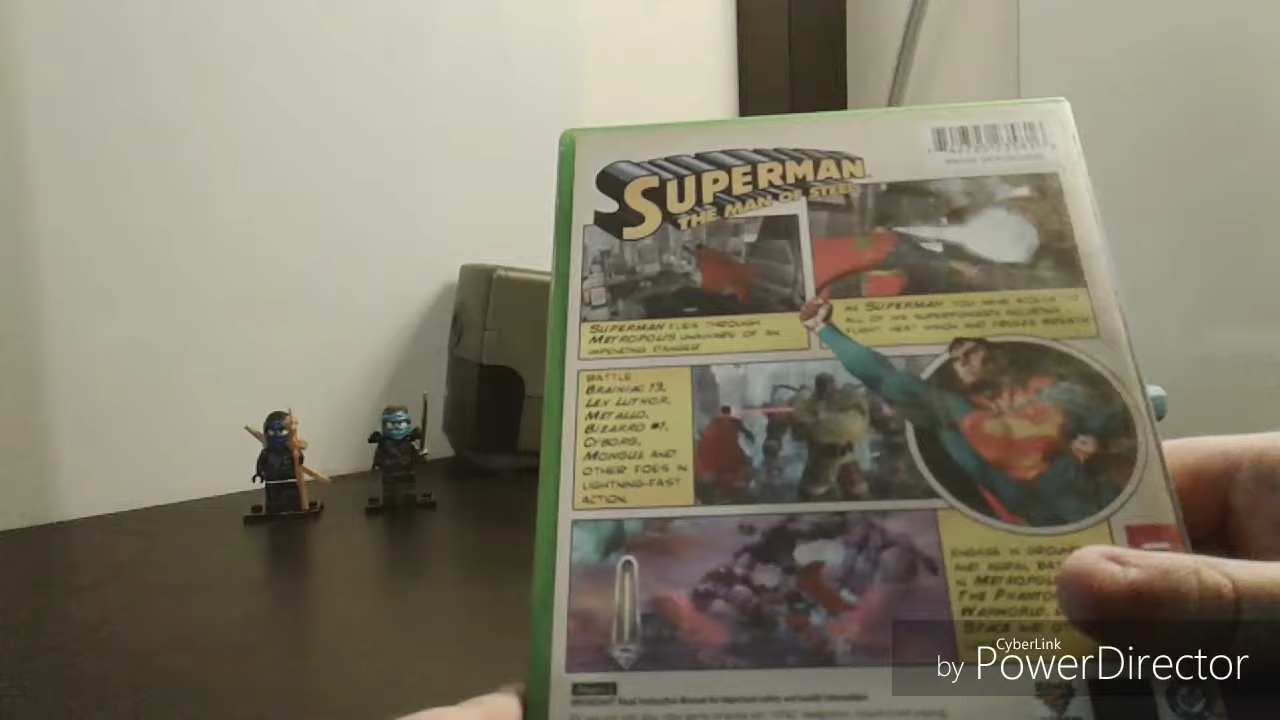 SUPERMAN
THE MAN OF STEEL
SUPERMAN FLIES THROUGH
METROPOLIS UNAWARE OF AN
IMPENDING DANGER
AS SUPERMAN YOU HAVE ACCESS TO
ALL OF HIS SUPERPOWERS INCLUDING
FLIGHT HEAT VISION AND FREEZE BREATH
BATTLE
BRAINIAC 13,
LEX LUTHOR,
METALLO,
BIZARRO #1,
CYBORG,
MONGUL AND
OTHER FOES IN
LIGHTNING-FAST
ACTION.
ENGAGE IN GROUND
AND AERIAL
IN METROPOLIS
THE PHANTOM
WARWORLD,
SPACE AND
CyberLink
by PowerDirector